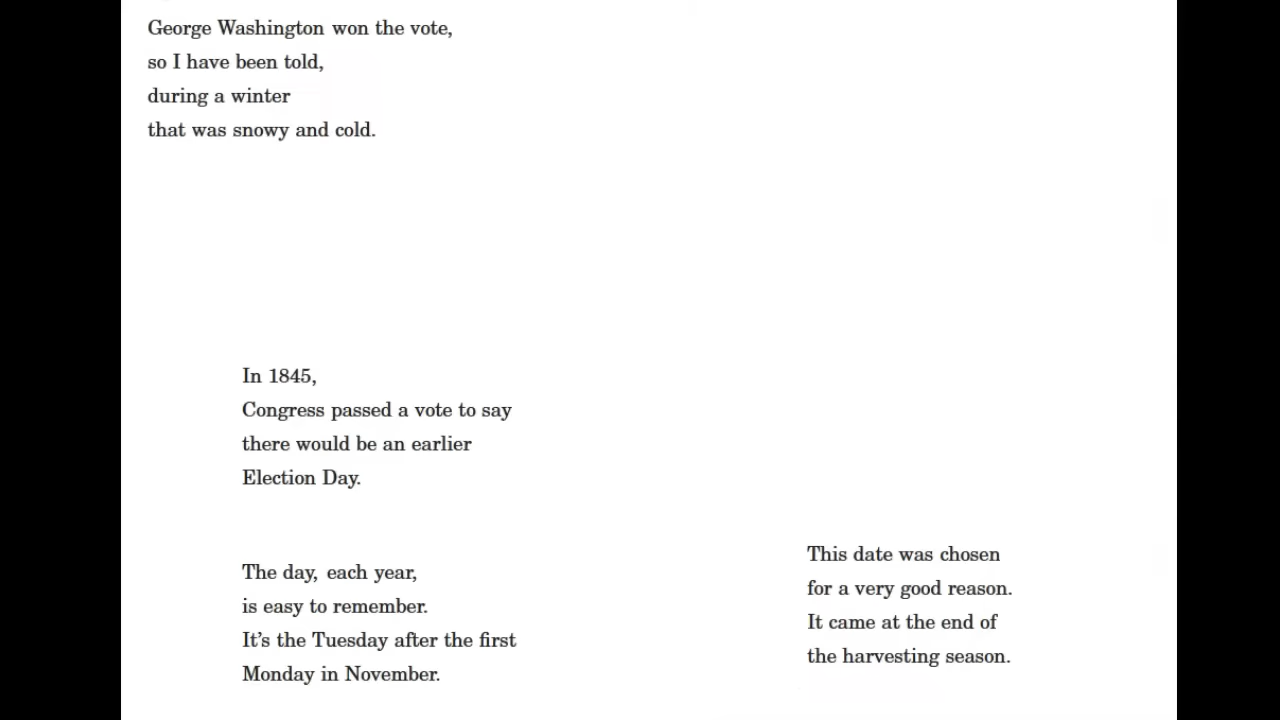 George Washington won the vote,
so I have been told,
during a winter
that was snowy and cold.
In 1845,
Congress passed a vote to say
there would be an earlier
Election Day.
The day, each year,
is easy to remember.
It’s the Tuesday after the first
Monday in November.
This date was chosen
for a very good reason.
It came at the end of
the harvesting season.